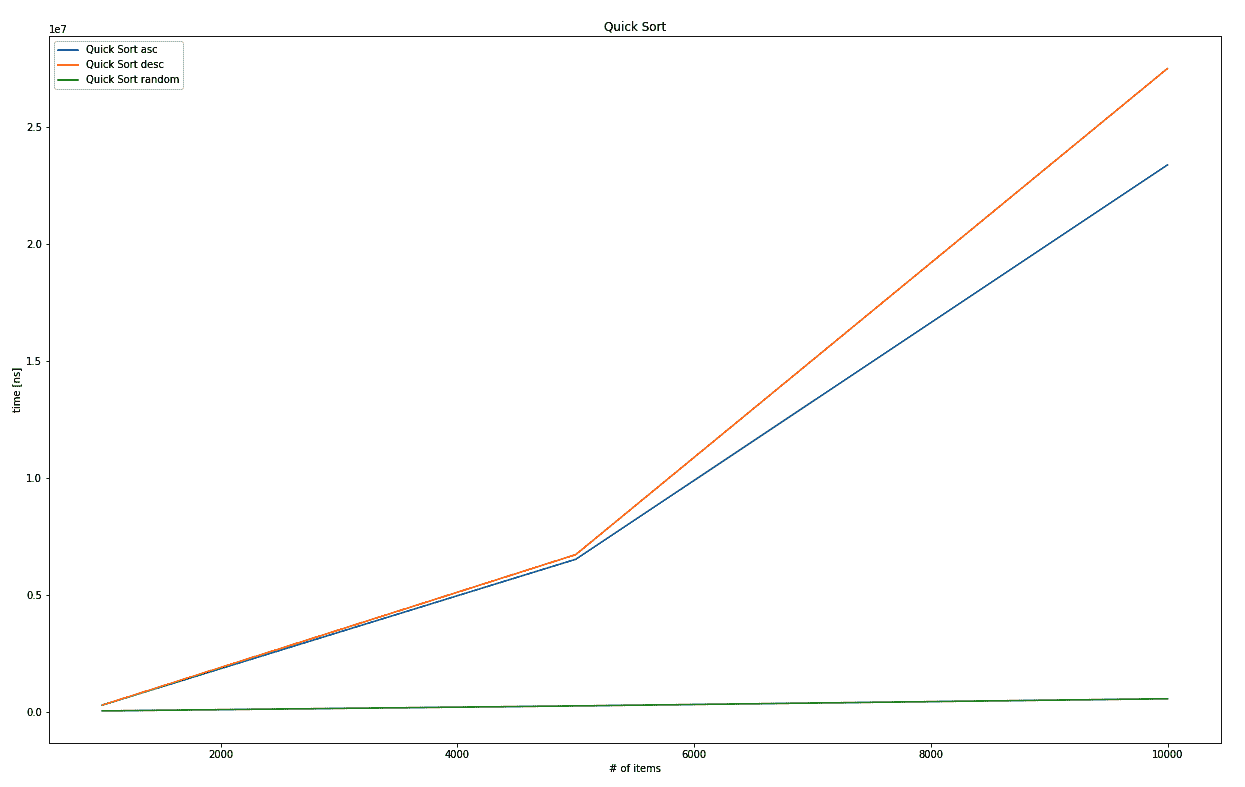 Quick Sort
1e7
Quick Sort asc
Quick Sort desc
Quick Sort random
2.5
2.0
1.5
1.0
0.5
0.0
time [ns]
2000 4000 6000 8000 10000
# of items